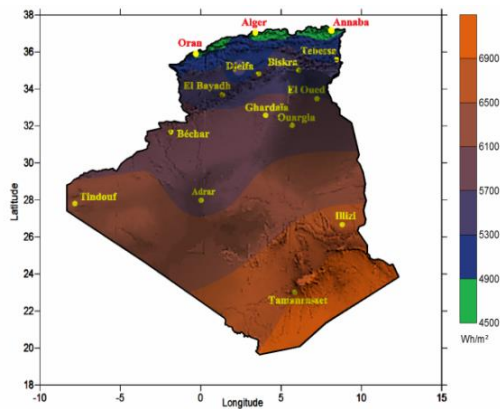 38
36
34
32
30
28
26
24
22
20
18
Latitude
-10 -5 0 5 10 15
Longitude
Oran
Alger
Annaba
Tebessa
Djelfa
Biskra
El Bayadh
El Oued
Ghardaïa
Ouargla
Béchar
Tindouf
Adrar
Illizi
Tamanrasset
6900
6500
6100
5700
5300
4900
4500
Wh/m²